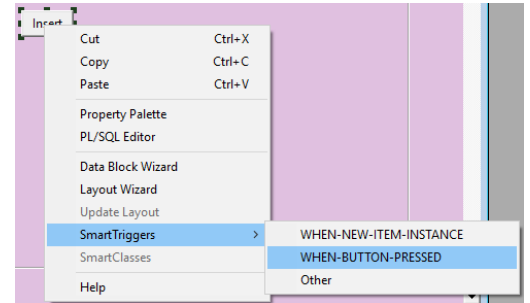 Insert
Cut Ctrl+X
Copy Ctrl+C
Paste Ctrl+V
Property Palette
PL/SQL Editor
Data Block Wizard
Layout Wizard
Update Layout
SmartTriggers >
SmartClasses
Help
WHEN-NEW-ITEM-INSTANCE
WHEN-BUTTON-PRESSED
Other